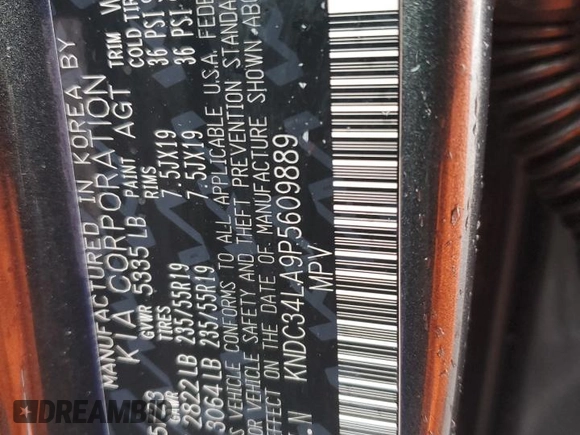 MANUFACTURED IN KOREA BY
KIA CORPORATION
GVWR 5335 LB PAINT AGT TRIM
TIRES RIMS COLD TIR
2822 LB 235/55R19 7.5JX19 36 PSI
3064 LB 235/55R19 7.5JX19 36 PSI
VEHICLE CONFORMS TO ALL APPLICABLE U.S.A. FEDE
OR VEHICLE SAFETY AND THEFT PREVENTION STANDA
EFFECT ON THE DATE OF MANUFACTURE SHOWN ABO
KNDC34LA9P5609889
MPV
DREAMBID